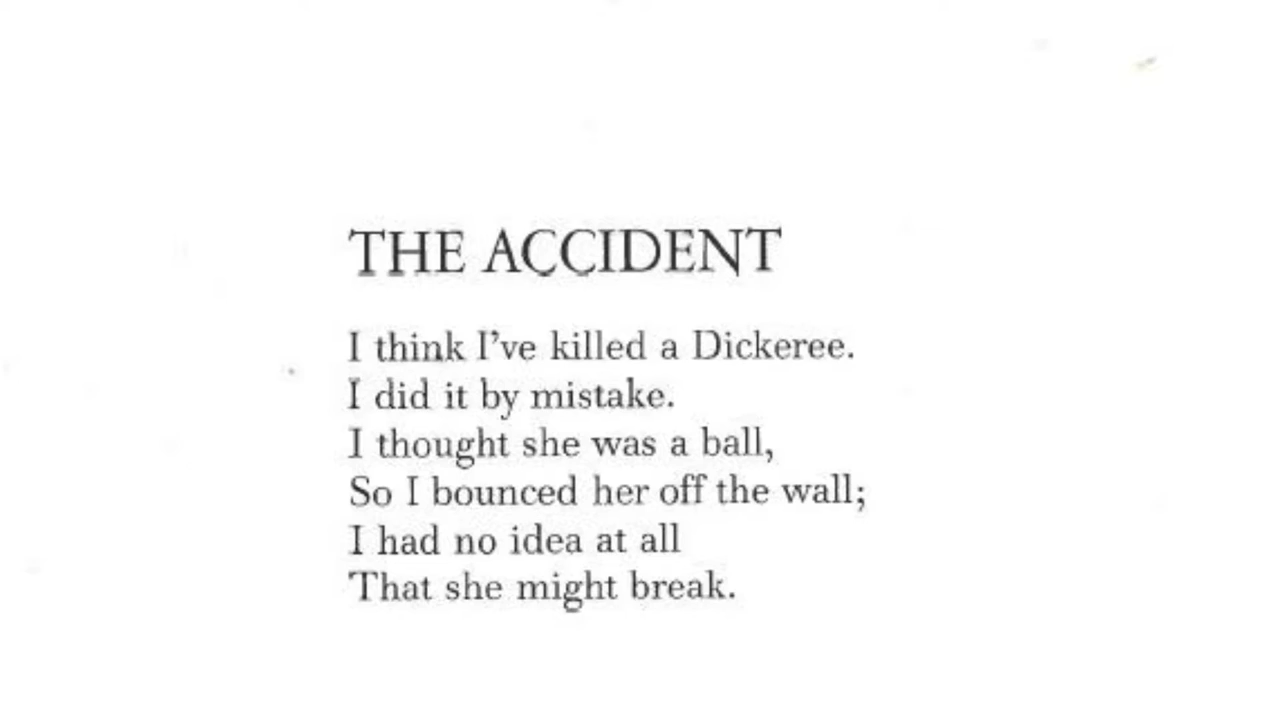 THE ACCIDENT
I think I've killed a Dickeree.
I did it by mistake.
I thought she was a ball,
So I bounced her off the wall;
I had no idea at all
That she might break.